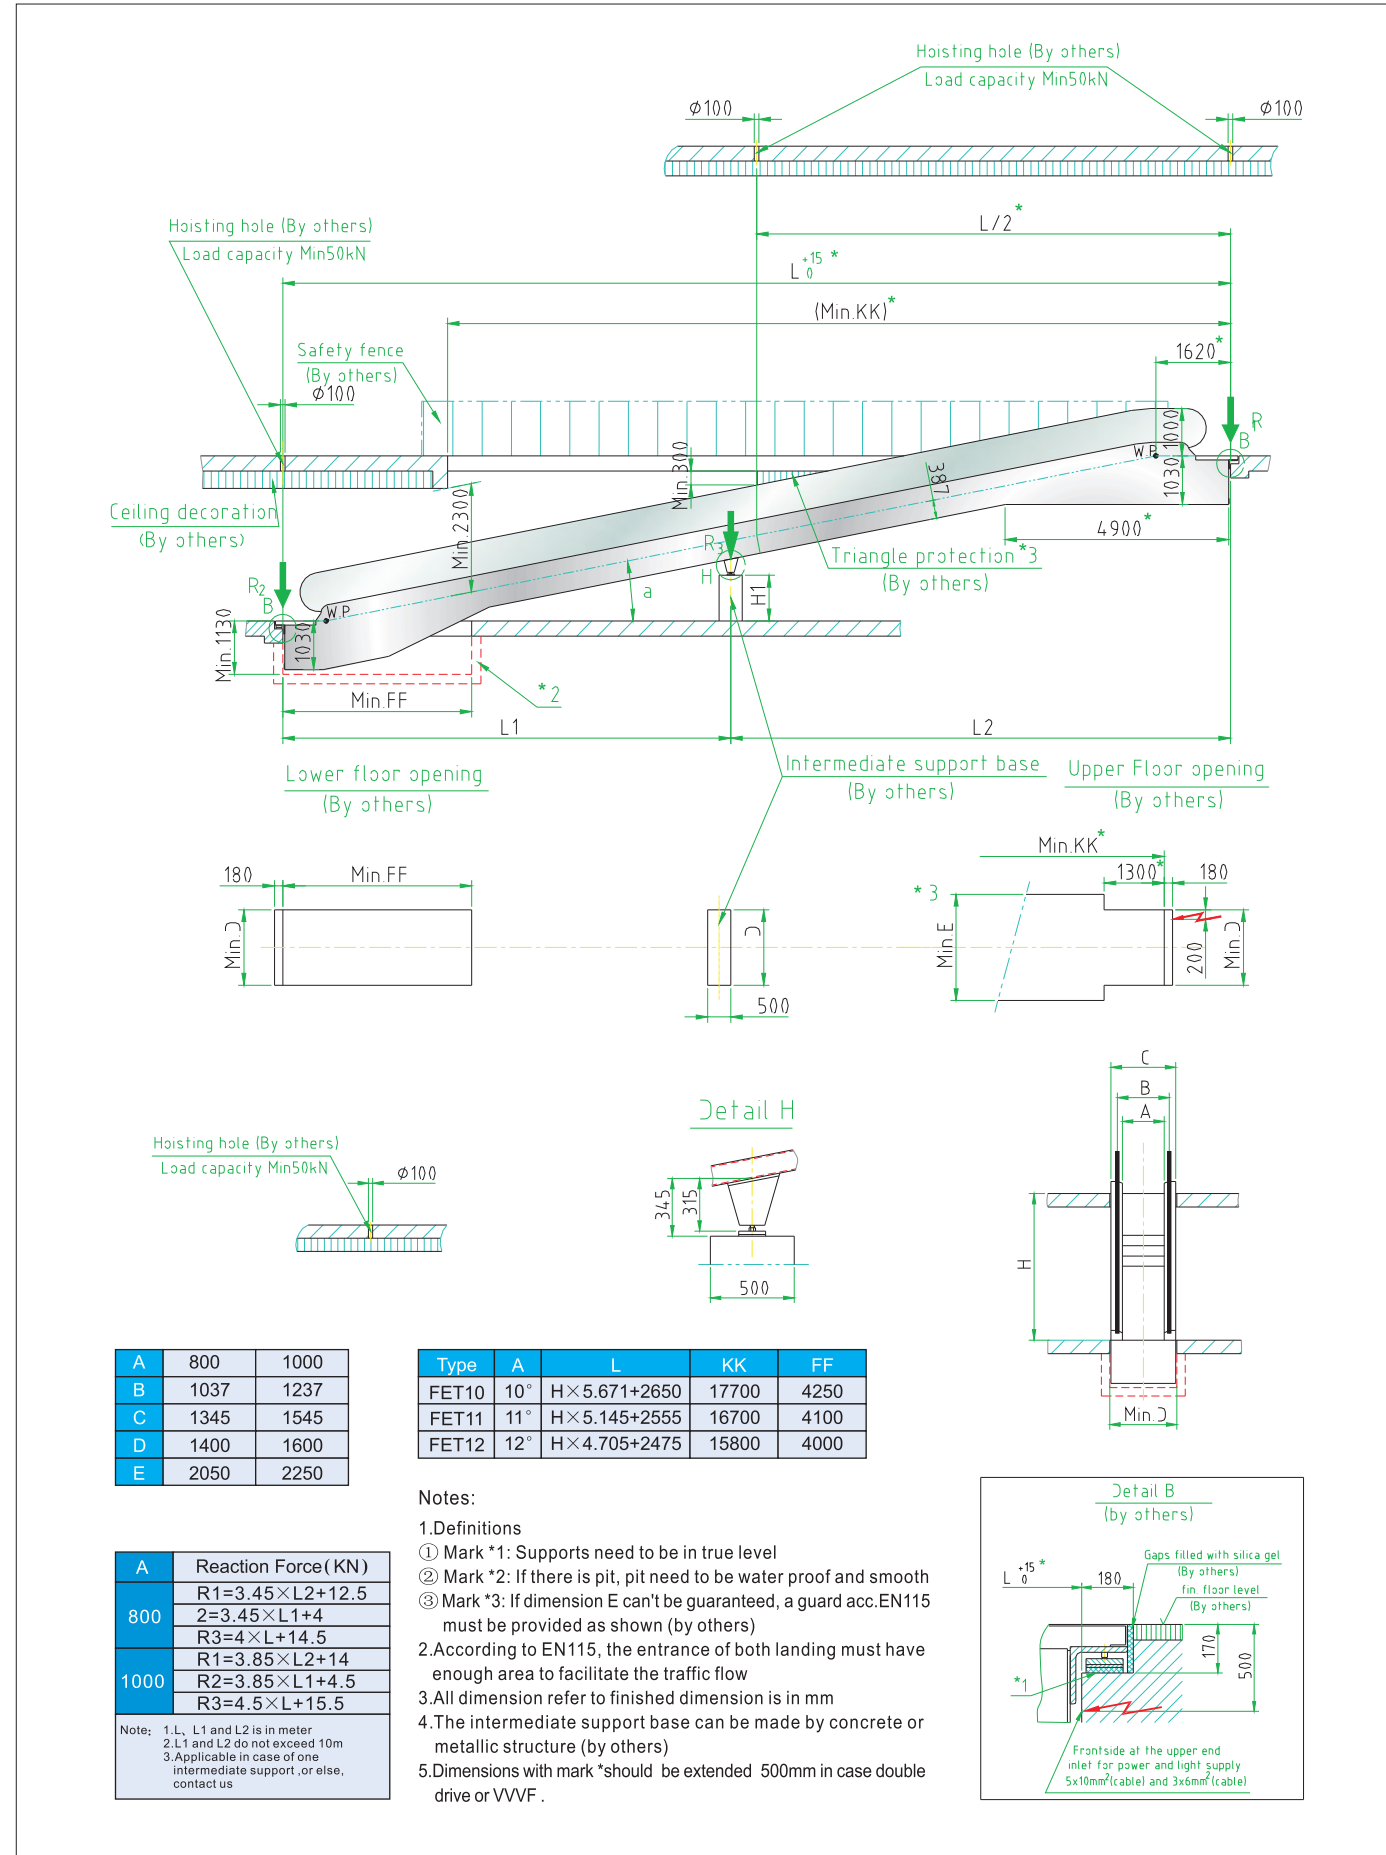 Hoisting hole (By others)
Load capacity Min50kN
ϕ100
ϕ100
L/2*
Hoisting hole (By others)
Load capacity Min50kN
L +15 0 *
(Min.KK)*
1620*
Safety fence
(By others)
ϕ100
R1
B
W.P
1000
1030
Min.300
387
Min.2300
4900*
Ceiling decoration
(By others)
R3
H
Triangle protection *3
(By others)
R2
B
W.P
a
H1
Min.1130
1030
*2
Min.FF
L1
L2
Lower floor opening
(By others)
Intermediate support base
(By others)
Upper Floor opening
(By others)
180
Min.FF
Min.D
D
500
Min.KK*
1300*
180
*3
Min.E
200
Min.D
C
B
A
H
Min.D
Detail H
345
315
500
Hoisting hole (By others)
Load capacity Min50kN
ϕ100
A 800 1000
B 1037 1237
C 1345 1545
D 1400 1600
E 2050 2250
Type A L KK FF
FET10 10° H×5.671+2650 17700 4250
FET11 11° H×5.145+2555 16700 4100
FET12 12° H×4.705+2475 15800 4000
A Reaction Force(KN)
800
R1=3.45×L2+12.5
2=3.45×L1+4
R3=4×L+14.5
1000
R1=3.85×L2+14
R2=3.85×L1+4.5
R3=4.5×L+15.5
Note: 1.L、L1 and L2 is in meter
2.L1 and L2 do not exceed 10m
3.Applicable in case of one
intermediate support ,or else,
contact us
Notes:
1.Definitions
① Mark *1: Supports need to be in true level
② Mark *2: If there is pit, pit need to be water proof and smooth
③ Mark *3: If dimension E can't be guaranteed, a guard acc.EN115
must be provided as shown (by others)
2.According to EN115, the entrance of both landing must have
enough area to facilitate the traffic flow
3.All dimension refer to finished dimension is in mm
4.The intermediate support base can be made by concrete or
metallic structure (by others)
5.Dimensions with mark *should be extended 500mm in case double
drive or VVVF .
Detail B
(by others)
Gaps filled with silica gel
(By others)
L +15 0 *
180
fin. floor level
(By others)
170
500
*1
Frontside at the upper end
inlet for power and light supply
5x10mm²(cable) and 3x6mm²(cable)